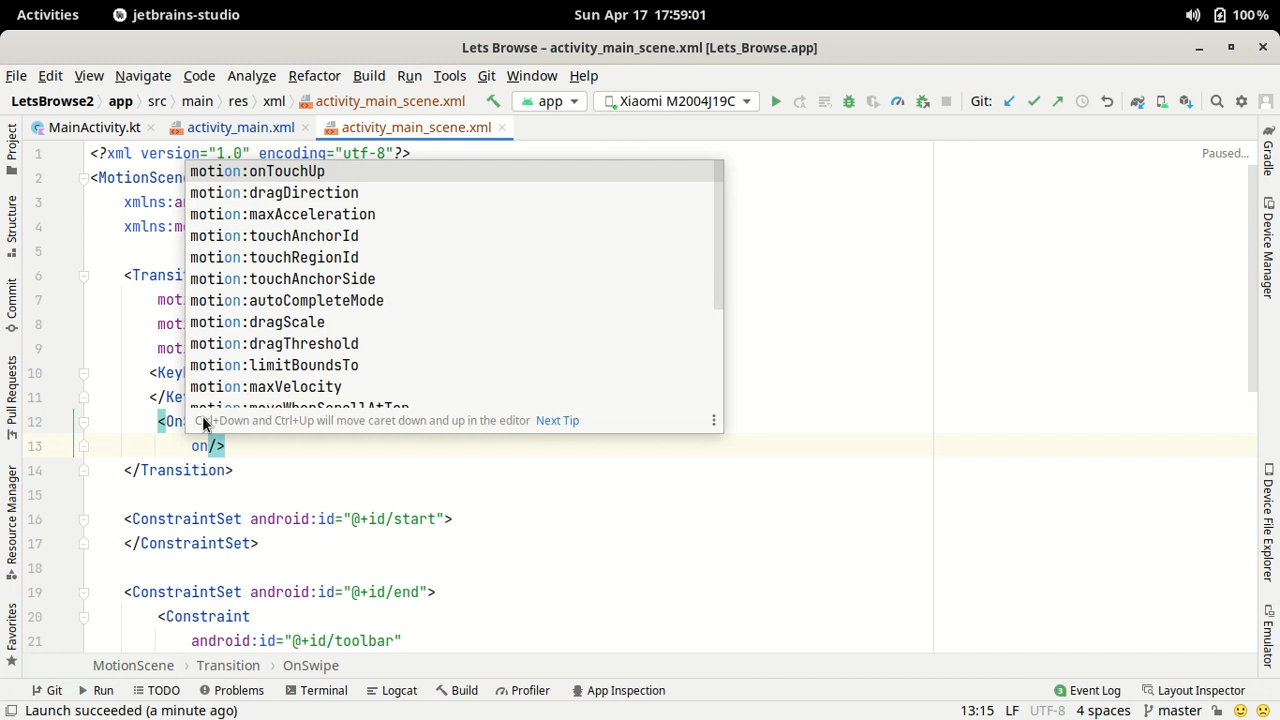 Activities
jetbrains-studio
Sun Apr 17 17:59:01
100%
Lets Browse – activity_main_scene.xml [Lets_Browse.app]
File Edit View Navigate Code Analyze Refactor Build Run Tools Git Window Help
LetsBrowse2 app src main res xml activity_main_scene.xml app Xiaomi M2004J19C Git:
MainActivity.kt activity_main.xml activity_main_scene.xml
1 <?xml version="1.0" encoding="utf-8"?>
Paused...
2 <MotionScen
3 xmlns:a
4 xmlns:m
5
6 <Transi
7 mot
8 mot
9 mot
10 <Key
11 </Ke
12 <On
13 on/>
14 </Transition>
15
16 <ConstraintSet android:id="@+id/start">
17 </ConstraintSet>
18
19 <ConstraintSet android:id="@+id/end">
20 <Constraint
21 android:id="@+id/toolbar"
motion:onTouchUp
motion:dragDirection
motion:maxAcceleration
motion:touchAnchorId
motion:touchRegionId
motion:touchAnchorSide
motion:autoCompleteMode
motion:dragScale
motion:dragThreshold
motion:limitBoundsTo
motion:maxVelocity
motion:moveWhenScrollAtTop
Ctrl+Down and Ctrl+Up will move caret down and up in the editor Next Tip
Project
Structure
Commit
Pull Requests
Resource Manager
Favorites
Gradle
Device Manager
Device File Explorer
Emulator
MotionScene Transition OnSwipe
Git Run TODO Problems Terminal Logcat Build Profiler App Inspection 3 Event Log Layout Inspector
Launch succeeded (a minute ago) 13:15 LF UTF-8 4 spaces master